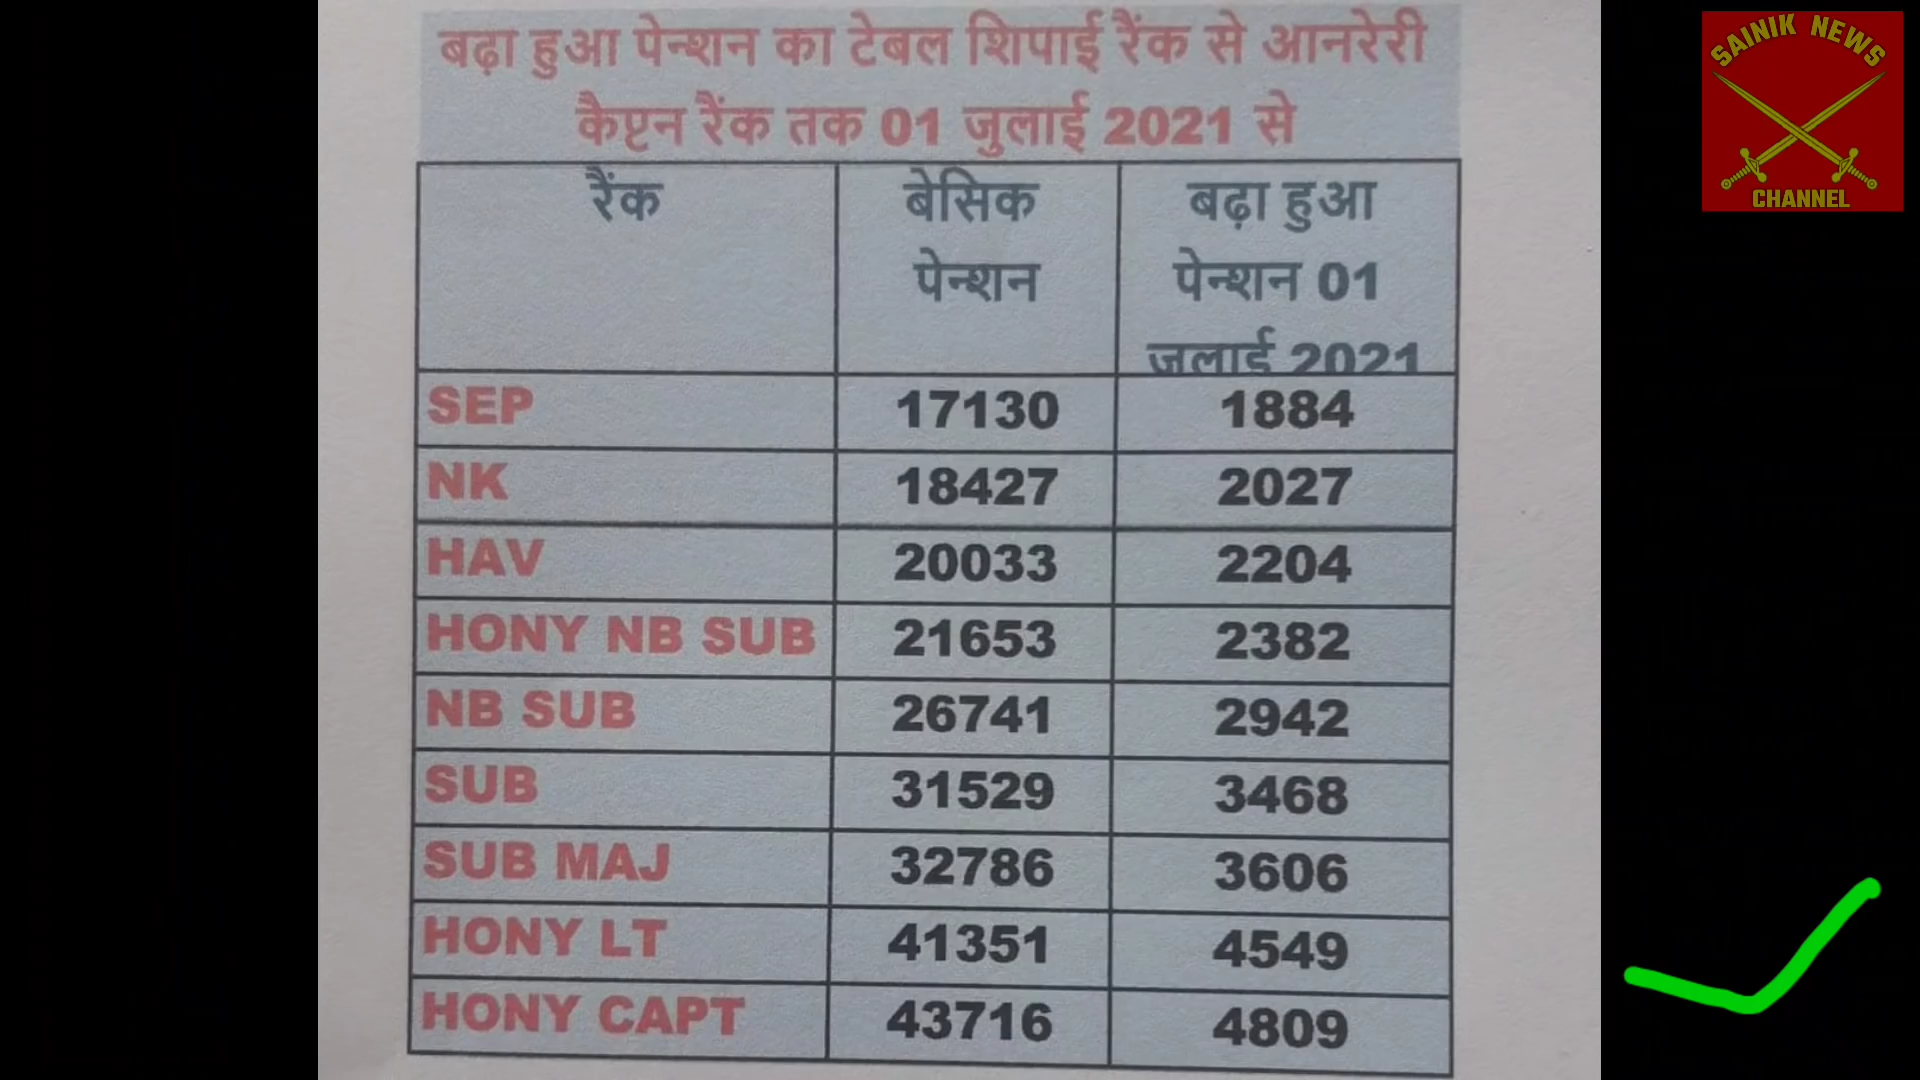 बढ़ा हुआ पेन्शन का टेबल शिपाई रैंक से आनरेरी
कैप्टन रैंक तक 01 जुलाई 2021 से
रैंक बेसिक पेन्शन बढ़ा हुआ पेन्शन 01 जुलाई 2021
SEP 17130 1884
NK 18427 2027
HAV 20033 2204
HONY NB SUB 21653 2382
NB SUB 26741 2942
SUB 31529 3468
SUB MAJ 32786 3606
HONY LT 41351 4549
HONY CAPT 43716 4809
SAINIK NEWS
CHANNEL